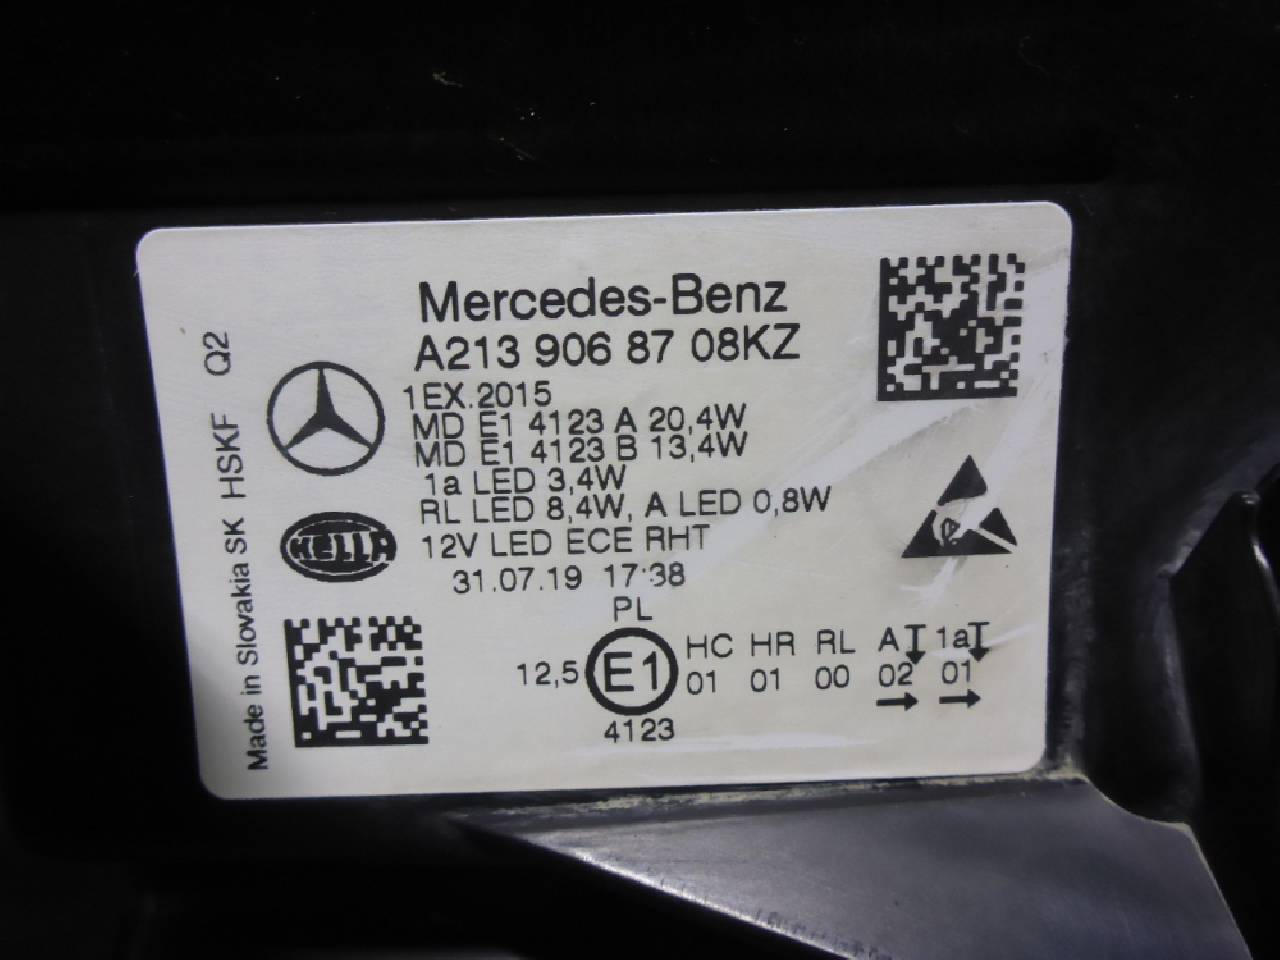 Mercedes-Benz
A213 906 87 08KZ
1EX.2015
MD E1 4123 A 20,4W
MD E1 4123 B 13,4W
1a LED 3,4W
RL LED 8,4W, A LED 0,8W
12V LED ECE RHT
31.07.19 17:38
PL
HC HR RL A 1a
12,5 E1 01 01 00 02 01
4123
HELLA
Made in Slovakia SK HSKF Q2